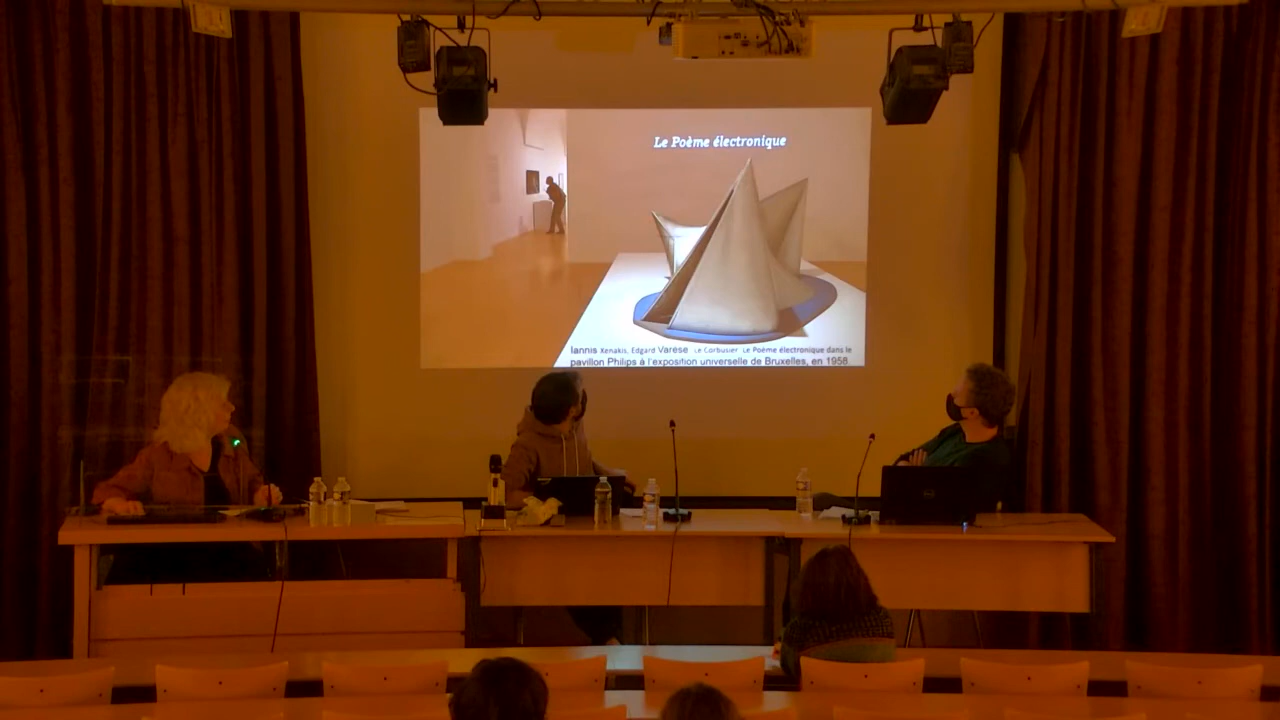 Le Poème électronique
Iannis Xenakis, Edgard Varèse Le Corbusier Le Poème électronique dans le
pavillon Philips à l'exposition universelle de Bruxelles, en 1958
DELL